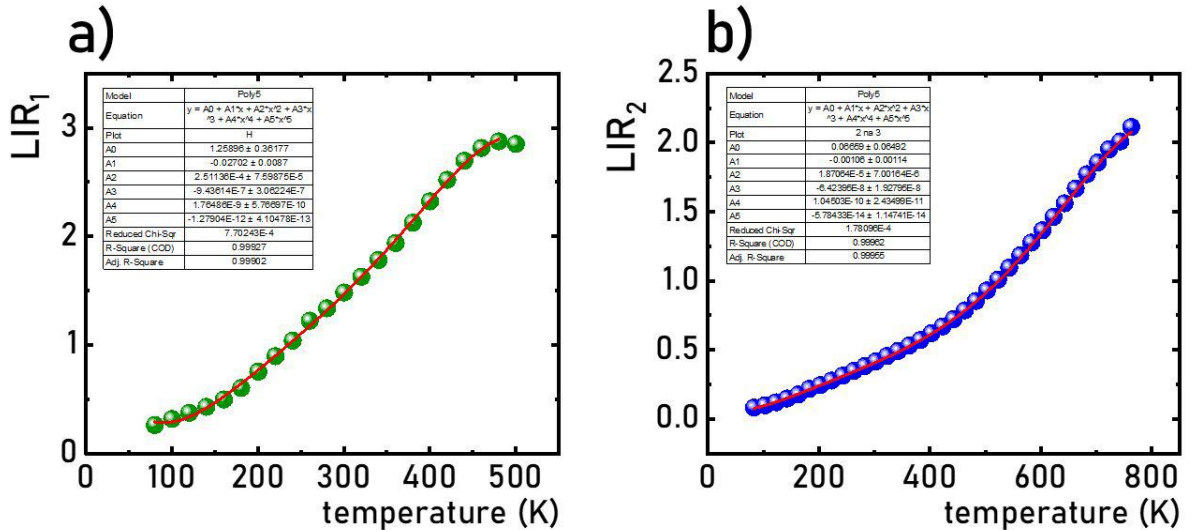 a)
LIR1
3
2
1
0
0 100 200 300 400 500
temperature (K)
Model Poly5
Equation y = A0 + A1*x + A2*x^2 + A3*x
^3 + A4*x^4 + A5*x^5
Plot H
A0 1.25896 ± 0.36177
A1 -0.02702 ± 0.0087
A2 2.51136E-4 ± 7.59875E-5
A3 -9.43614E-7 ± 3.06224E-7
A4 1.76486E-9 ± 5.76697E-10
A5 -1.27904E-12 ± 4.10478E-13
Reduced Chi-Sqr 7.70243E-4
R-Square (COD) 0.99927
Adj. R-Square 0.99902
b)
LIR2
2.5
2.0
1.5
1.0
0.5
0.0
0 200 400 600 800
temperature (K)
Model Poly5
Equation y = A0 + A1*x + A2*x^2 + A3*x
^3 + A4*x^4 + A5*x^5
Plot 2 na 3
A0 0.06659 ± 0.06492
A1 -0.00106 ± 0.00114
A2 1.87064E-5 ± 7.00164E-6
A3 -6.42395E-8 ± 1.92795E-8
A4 1.04503E-10 ± 2.43499E-11
A5 -5.78433E-14 ± 1.14741E-14
Reduced Chi-Sqr 1.78096E-4
R-Square (COD) 0.99962
Adj. R-Square 0.99955